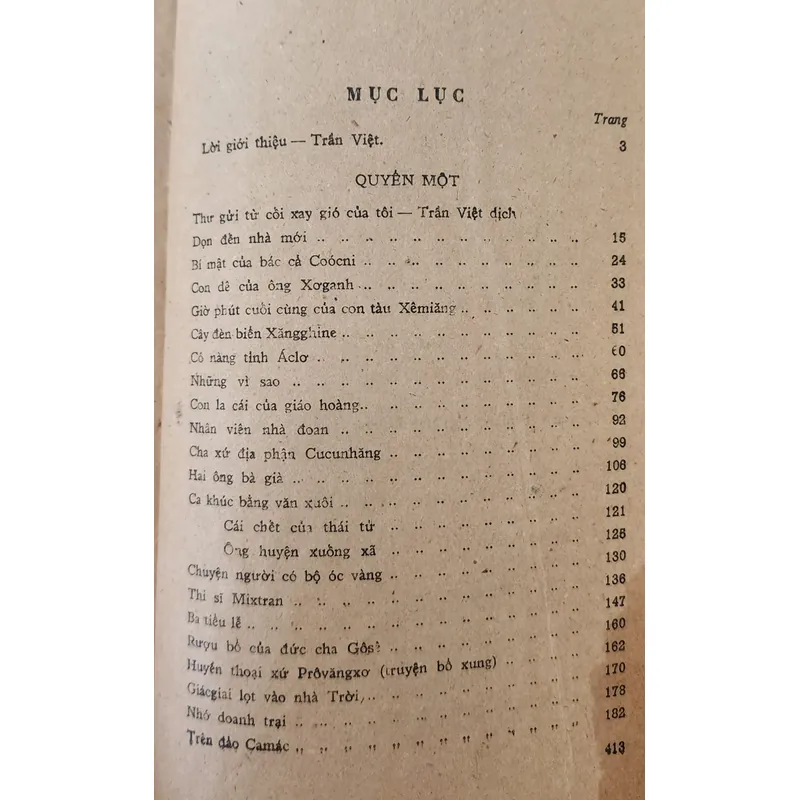 MỤC LỤC
Trang
Lời giới thiệu — Trần Việt. 3
QUYỂN MỘT
Thư gửi từ cối xay gió của tôi — Trần Việt dịch
Dọn đến nhà mới .. .. .. .. .. .. .. .. .. .. .. 15
Bí mật của bác cả Coócni .. .. .. .. .. .. .. .. .. 24
Con dê của ông Xơganh .. .. .. .. .. .. .. .. .. 33
Giờ phút cuối cùng của con tàu Xêmiăng .. .. .. .. .. 41
Cây đèn biển Xăngghine .. .. .. .. .. .. .. .. .. .. 51
Cô nàng tỉnh Áclơ .. .. .. .. .. .. .. .. .. .. .. 60
Những vì sao .. .. .. .. .. .. .. .. .. .. .. .. 66
Con la cái của giáo hoàng .. .. .. .. .. .. .. .. .. 76
Nhân viên nhà đoan .. .. .. .. .. .. .. .. .. .. 92
Cha xứ địa phận Cucunhăng .. .. .. .. .. .. .. .. 99
Hai ông bà già .. .. .. .. .. .. .. .. .. .. .. .. 106
Ca khúc bằng văn xuôi .. .. .. .. .. .. .. .. .. .. 120
Cái chết của thái tử .. .. .. .. .. .. .. .. 121
Ông huyện xuống xã .. .. .. .. .. .. .. .. 125
Chuyện người có bộ óc vàng .. .. .. .. .. .. .. .. 130
Thi sĩ Mixtran .. .. .. .. .. .. .. .. .. .. .. .. 136
Ba tiểu lễ .. .. .. .. .. .. .. .. .. .. .. .. .. 147
Rượu bổ của đức cha Gôsê .. .. .. .. .. .. .. .. 160
Huyền thoại xứ Prôvăngxơ (truyện bổ xung) .. .. .. .. 162
Giácgiai lọt vào nhà Trời .. .. .. .. .. .. .. .. .. 170
Nhớ doanh trại .. .. .. .. .. .. .. .. .. .. .. .. 178
Trên đảo Camác .. .. .. .. .. .. .. .. .. .. .. .. 182
413